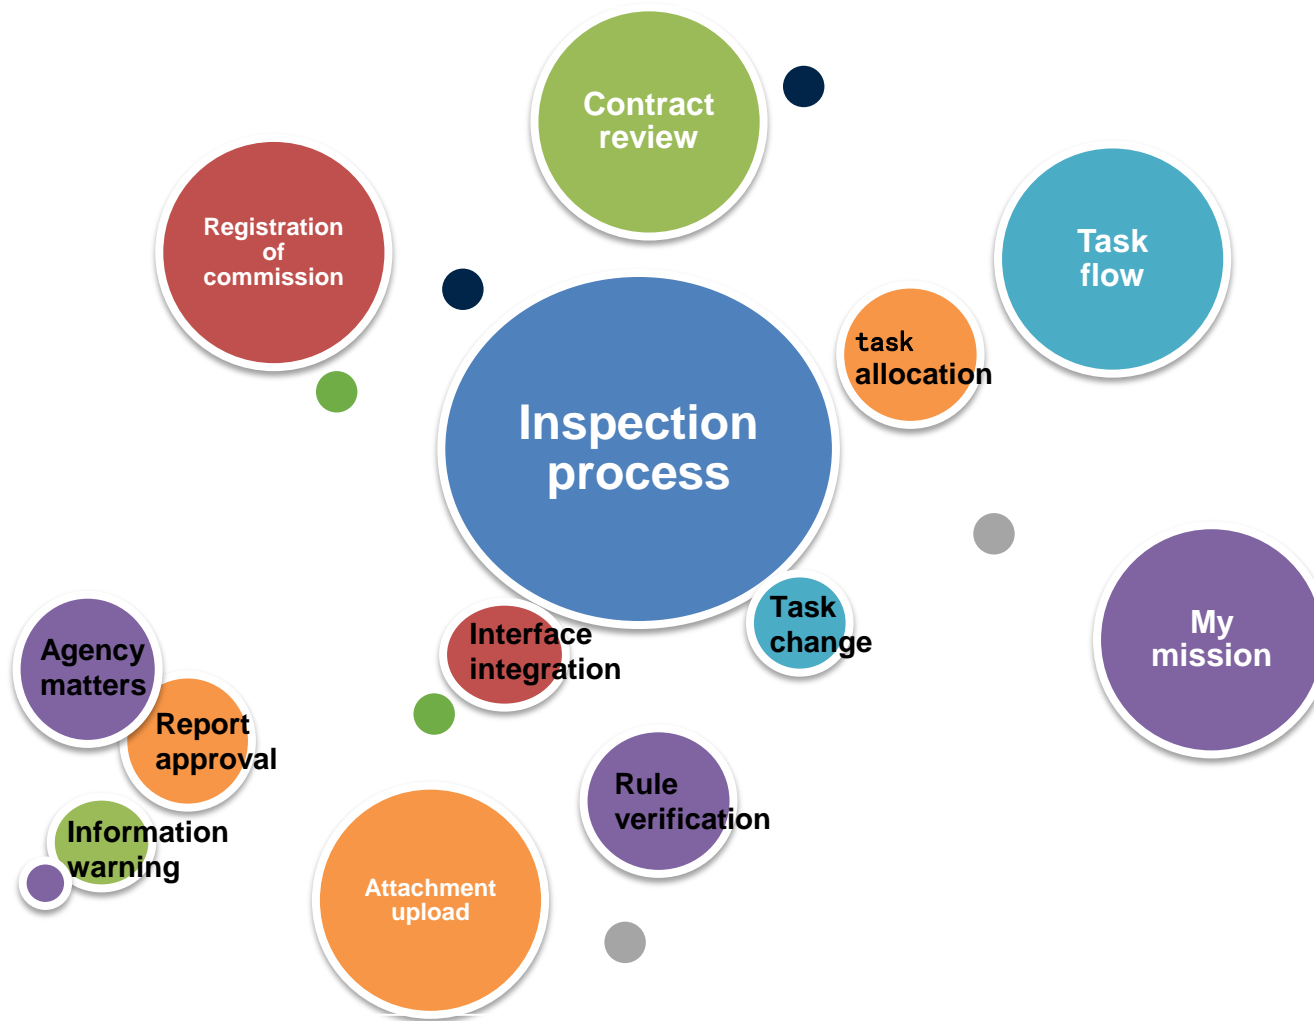 Contract
review
Registration
of
commission
Task
flow
task
allocation
Inspection
process
Task
change
My
mission
Interface
integration
Agency
matters
Report
approval
Rule
verification
Information
warning
Attachment
upload